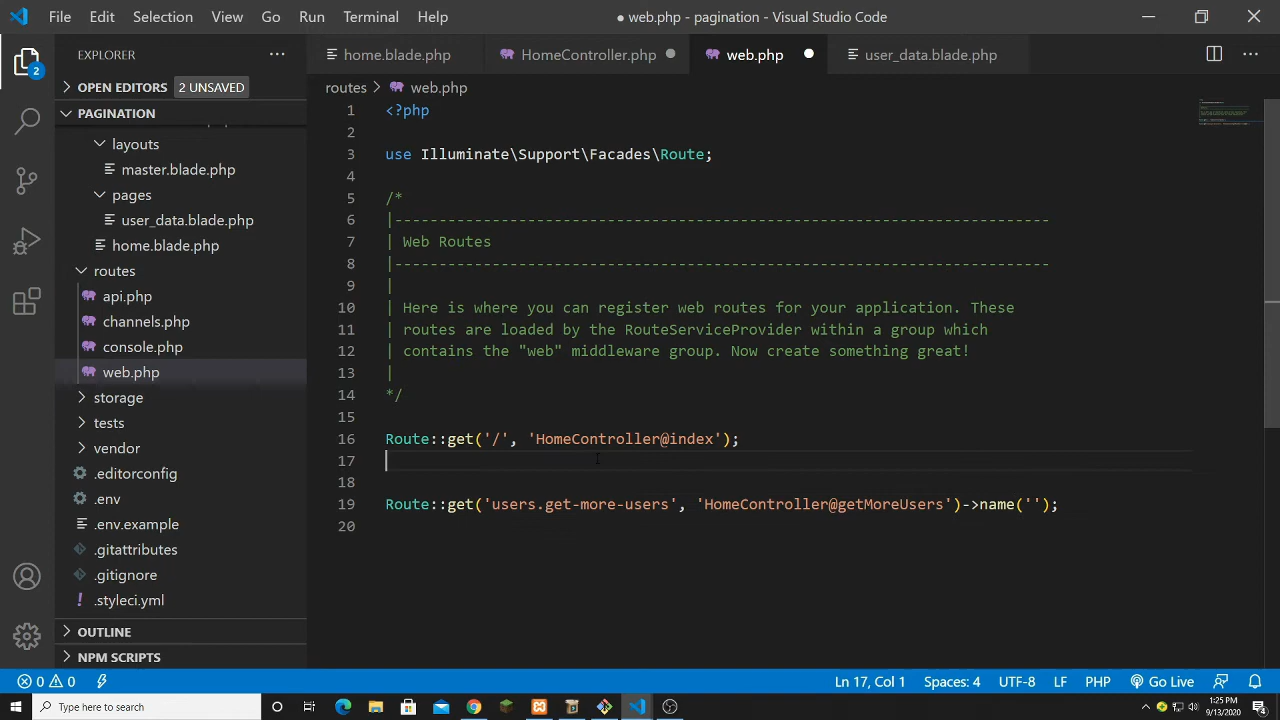 File Edit Selection View Go Run Terminal Help
● web.php - pagination - Visual Studio Code
EXPLORER
OPEN EDITORS 2 UNSAVED
PAGINATION
layouts
master.blade.php
pages
user_data.blade.php
home.blade.php
routes
api.php
channels.php
console.php
web.php
storage
tests
vendor
.editorconfig
.env
.env.example
.gitattributes
.gitignore
.styleci.yml
OUTLINE
NPM SCRIPTS
2
home.blade.php HomeController.php web.php user_data.blade.php
routes > web.php
1 <?php
2
3 use Illuminate\Support\Facades\Route;
4
5 /*
6 |--------------------------------------------------------------------------
7 | Web Routes
8 |--------------------------------------------------------------------------
9 |
10 | Here is where you can register web routes for your application. These
11 | routes are loaded by the RouteServiceProvider within a group which
12 | contains the "web" middleware group. Now create something great!
13 |
14 */
15
16 Route::get('/', 'HomeController@index');
17
18
19 Route::get('users.get-more-users', 'HomeController@getMoreUsers')->name('');
20
0 0 Ln 17, Col 1 Spaces: 4 UTF-8 LF PHP Go Live
Type here to search
1:25 PM
9/13/2020